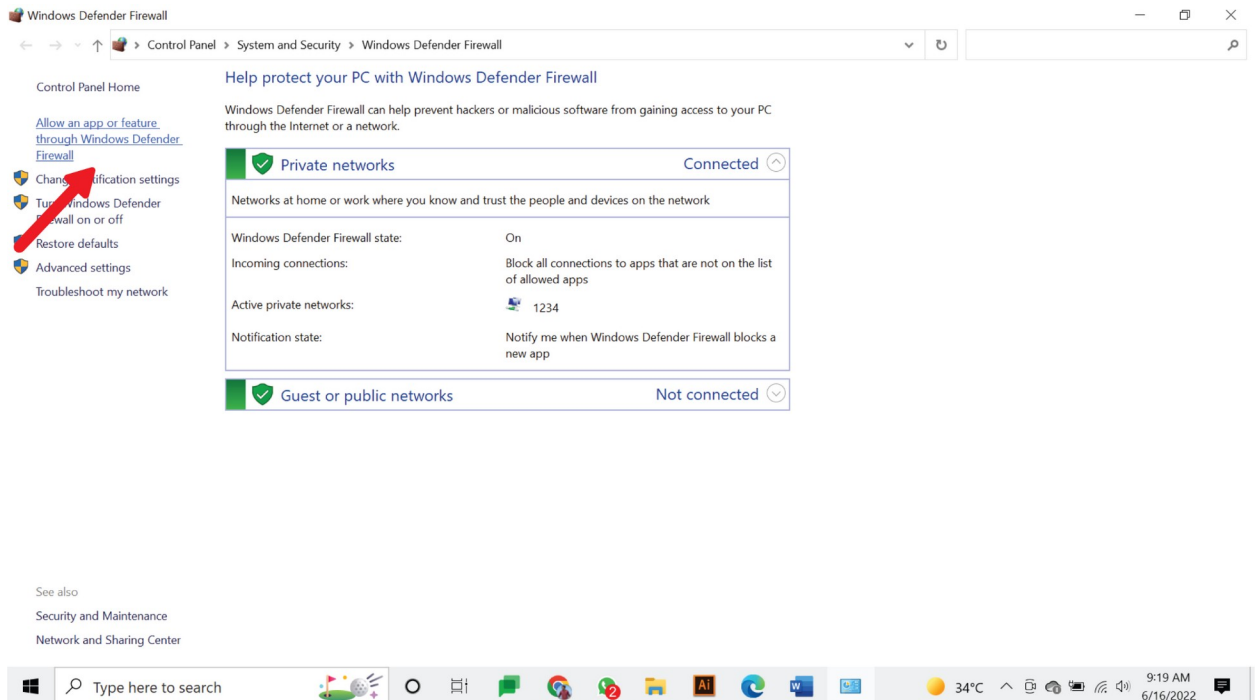 Windows Defender Firewall
Control Panel > System and Security > Windows Defender Firewall
Control Panel Home
Allow an app or feature
through Windows Defender
Firewall
settings
Windows Defender
or off
Restore defaults
Advanced settings
Troubleshoot my network
Help protect your PC with Windows Defender Firewall
Windows Defender Firewall can help prevent hackers or malicious software from gaining access to your PC
through the Internet or a network.
Private networks Connected
Networks at home or work where you know and trust the people and devices on the network
Windows Defender Firewall state: On
Incoming connections: Block all connections to apps that are not on the list
of allowed apps
Active private networks: 1234
Notification state: Notify me when Windows Defender Firewall blocks a
new app
Guest or public networks Not connected
See also
Security and Maintenance
Network and Sharing Center
Type here to search
2
Ai
W
34°C
9:19 AM
6/16/2022